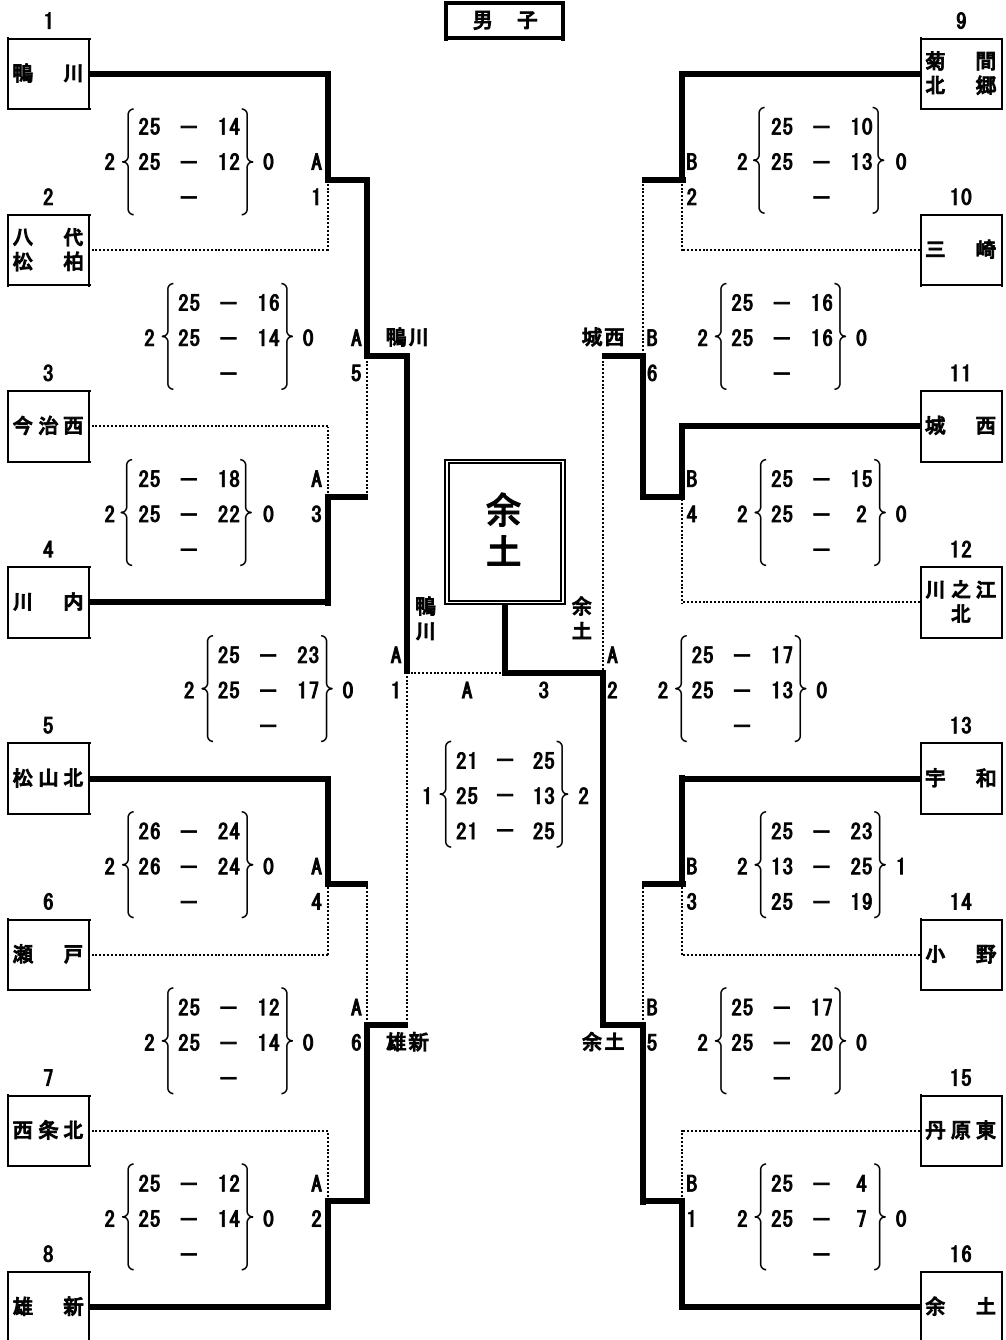 男 子
1
鴨 川
25 － 14
2 25 － 12 0 A
－ 1
2
八 代
松 柏
25 － 16
2 25 － 14 0 A 鴨川
－ 5
3
今治西
25 － 18 A
2 25 － 22 0 3
－
4
川 内
鴨
川
25 － 23 A
2 25 － 17 0 1
－
5
松山北
26 － 24
2 26 － 24 0 A
－ 4
6
瀬 戸
25 － 12 A
2 25 － 14 0 6 雄新
－
7
西条北
25 － 12 A
2 25 － 14 0 2
－
8
雄 新
余
土
A 3
21 － 25
1 25 － 13 2
21 － 25
9
菊 間
北 郷
25 － 10
B 2 25 － 13 0
2 －
10
三 崎
25 － 16
城西 B 2 25 － 16 0
6 －
11
城 西
B 25 － 15
4 2 25 － 2 0
－
12
川之江
北
余
土
A 25 － 17
2 2 25 － 13 0
－
13
宇 和
25 － 23
B 2 13 － 25 1
3 25 － 19
14
小 野
B 25 － 17
余土 5 2 25 － 20 0
－
15
丹原東
B 25 － 4
1 2 25 － 7 0
－
16
余 土